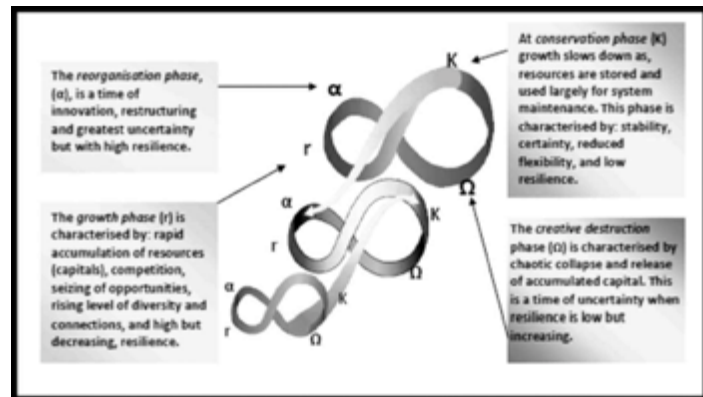 The reorganisation phase,
(α), is a time of
innovation, restructuring
and greatest uncertainty
but with high resilience.
The growth phase (r) is
characterised by: rapid
accumulation of resources
(capitals), competition,
seizing of opportunities,
rising level of diversity and
connections, and high but
decreasing, resilience.
α
K
r
Ω
α
K
r
Ω
α
K
r
Ω
At conservation phase (K)
growth slows down as,
resources are stored and
used largely for system
maintenance. This phase is
characterised by: stability,
certainty, reduced
flexibility, and low
resilience.
The creative destruction
phase (Ω) is characterised by
chaotic collapse and release
of accumulated capital. This
is a time of uncertainty when
resilience is low but
increasing.